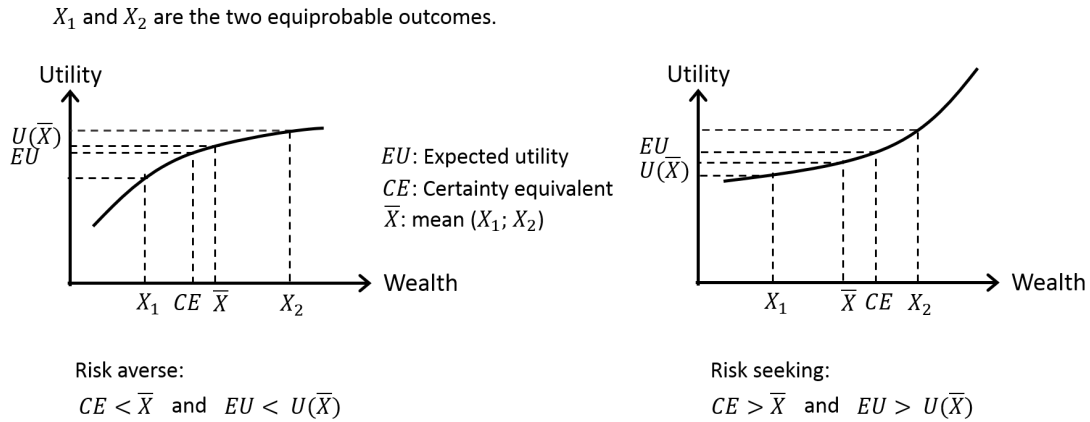 X₁ and X₂ are the two equiprobable outcomes.
Utility
U(X̅)
EU
X₁ CE X̅ X₂
Wealth
EU: Expected utility
CE: Certainty equivalent
X̅: mean (X₁; X₂)
Utility
EU
U(X̅)
X₁ X̅ CE X₂
Wealth
Risk averse:
CE < X̅ and EU < U(X̅)
Risk seeking:
CE > X̅ and EU > U(X̅)